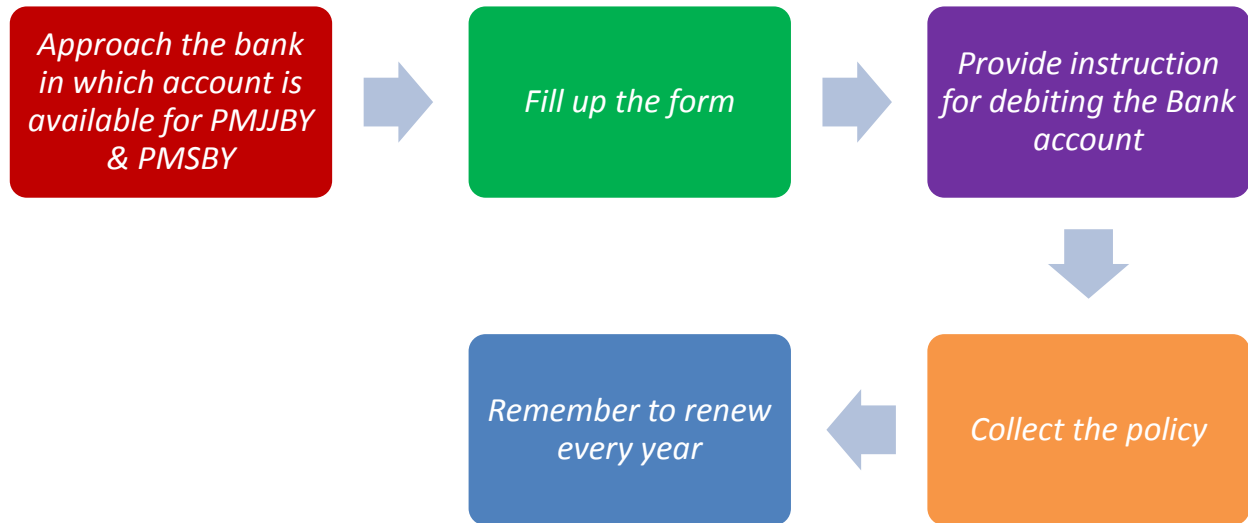 Approach the bank
in which account is
available for PMJJBY
& PMSBY
Fill up the form
Provide instruction
for debiting the Bank
account
Collect the policy
Remember to renew
every year